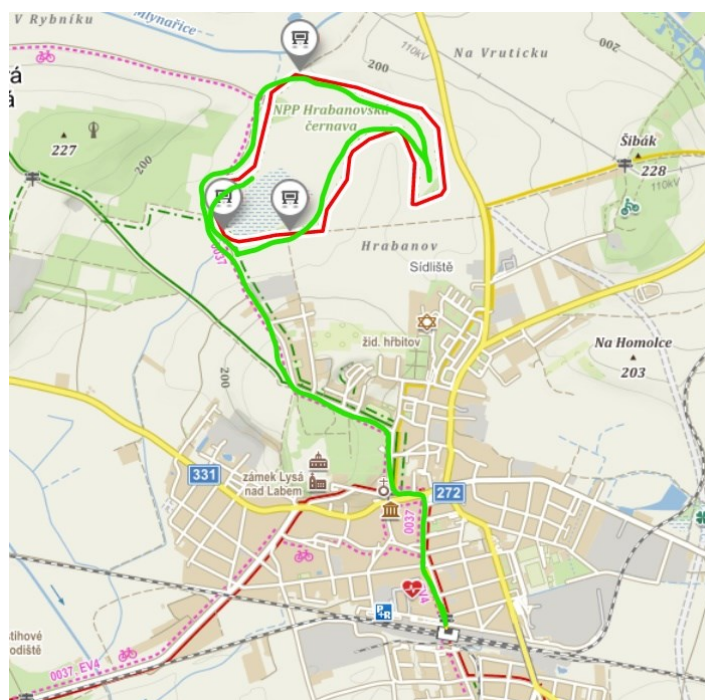 V Rybníku
Mlynařice
Na Vruticku
200
110kV
200
NPP Hrabanovská
černava
227
200
Šibák
228
110kV
Hrabanov
0037
Sídliště
žid. hřbitov
Na Homolce
203
200
331
zámek Lysá
nad Labem
272
0037
P+R
0037. EV4